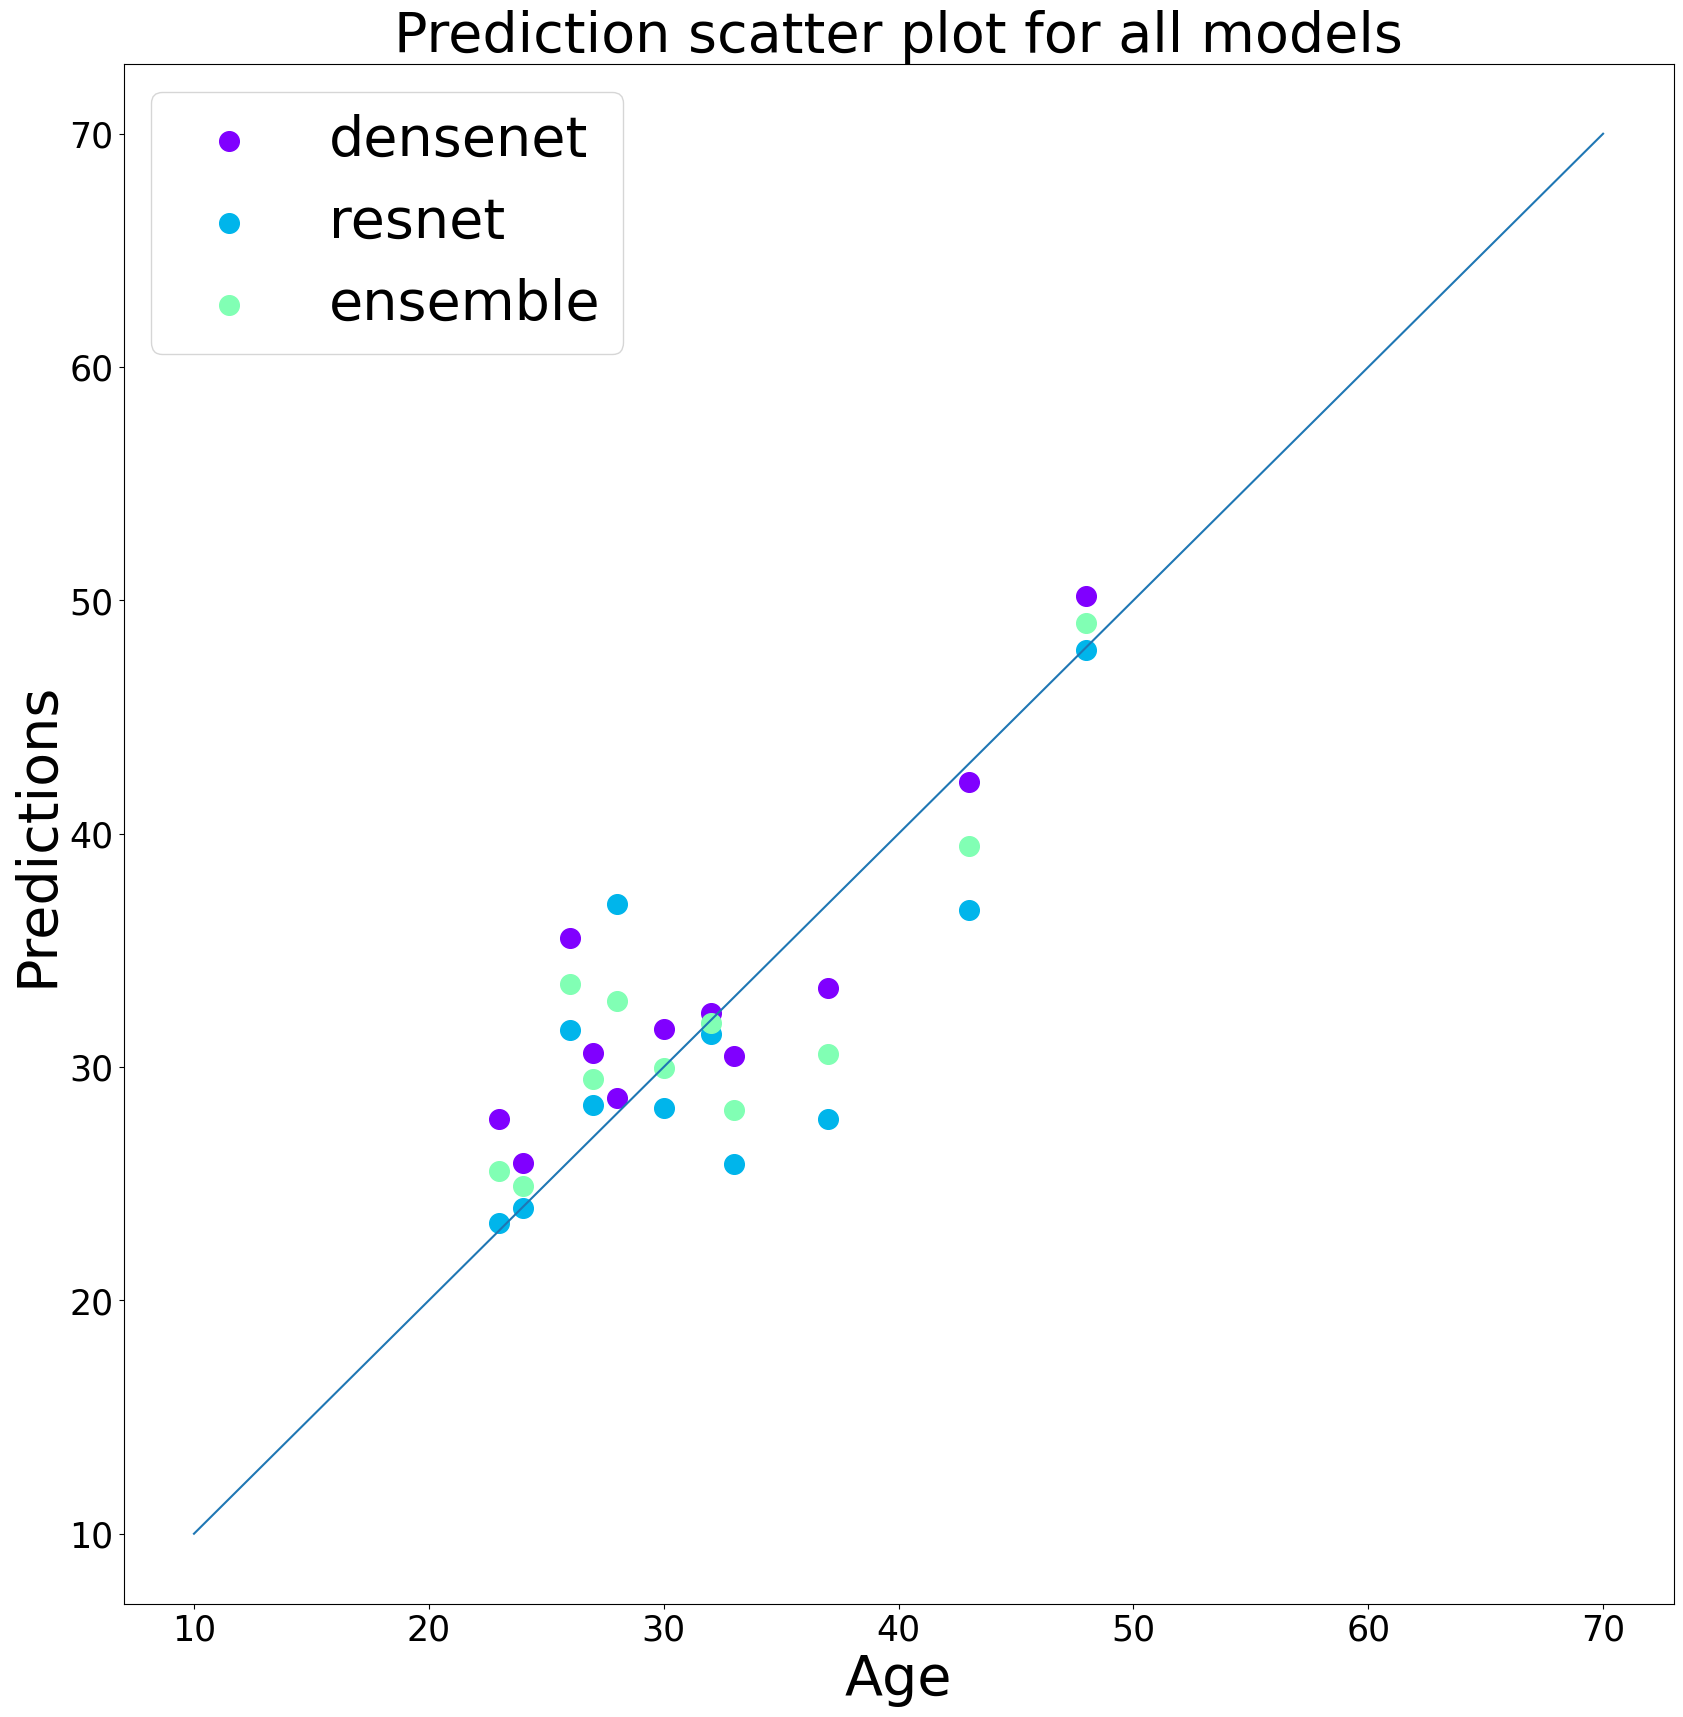 Prediction scatter plot for all models
densenet
resnet
ensemble
70
60
50
40
30
20
10
Predictions
10 20 30 40 50 60 70
Age